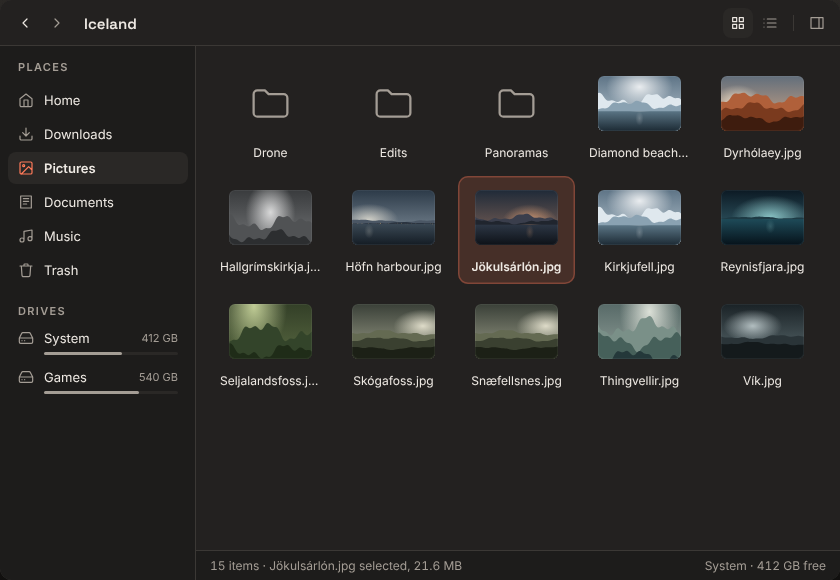 Iceland
PLACES
Home
Downloads
Pictures
Documents
Music
Trash
DRIVES
System 412 GB
Games 540 GB
Drone Edits Panoramas Diamond beach... Dyrhólaey.jpg
Hallgrímskirkja.j... Höfn harbour.jpg Jökulsárlón.jpg Kirkjufell.jpg Reynisfjara.jpg
Seljalandsfoss.j... Skógafoss.jpg Snæfellsnes.jpg Thingvellir.jpg Vík.jpg
15 items · Jökulsárlón.jpg selected, 21.6 MB
System · 412 GB free